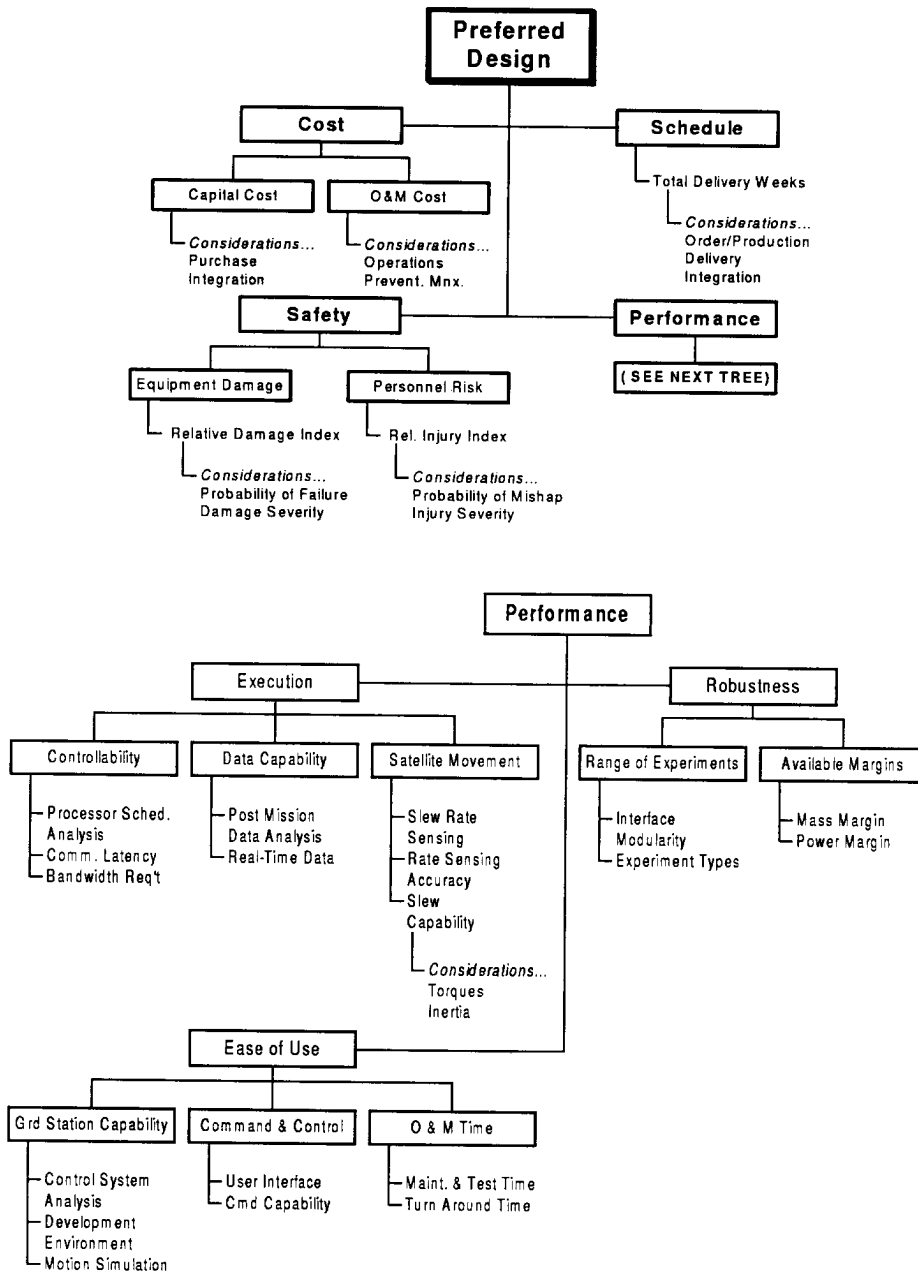 Preferred
Design
Cost
Schedule
Capital Cost
O&M Cost
Total Delivery Weeks
Considerations...
Purchase
Integration
Considerations...
Operations
Prevent. Mnx.
Considerations...
Order/Production
Delivery
Integration
Safety
Performance
Equipment Damage
Personnel Risk
( SEE NEXT TREE)
Relative Damage Index
Rel. Injury Index
Considerations...
Probability of Failure
Damage Severity
Considerations...
Probability of Mishap
Injury Severity
Performance
Execution
Robustness
Controllability
Data Capability
Satellite Movement
Range of Experiments
Available Margins
Processor Sched.
Analysis
Comm. Latency
Bandwidth Req't
Post Mission
Data Analysis
Real-Time Data
Slew Rate
Sensing
Rate Sensing
Accuracy
Slew
Capability
Considerations...
Torques
Inertia
Interface
Modularity
Experiment Types
Mass Margin
Power Margin
Ease of Use
Grd Station Capability
Command & Control
O & M Time
Control System
Analysis
Development
Environment
Motion Simulation
User Interface
Cmd Capability
Maint. & Test Time
Turn Around Time